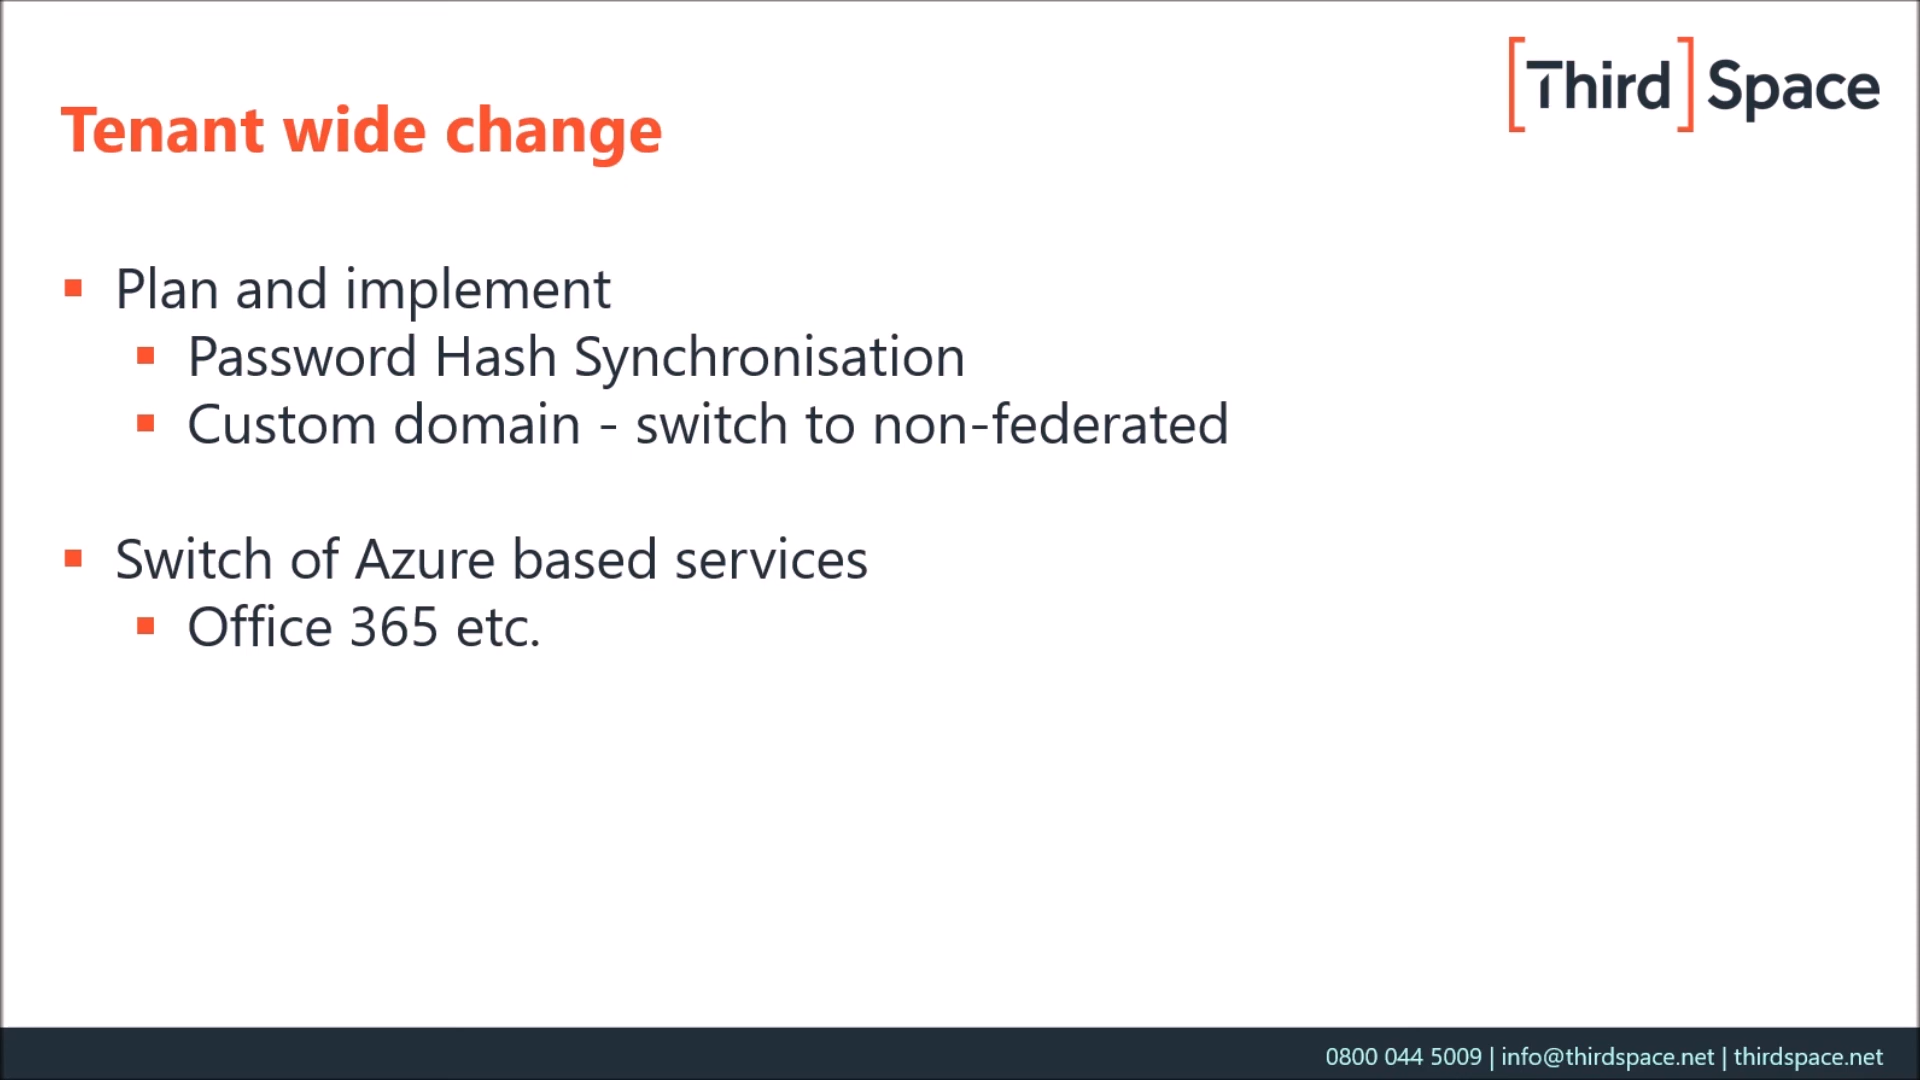 [Third] Space
Tenant wide change
Plan and implement
Password Hash Synchronisation
Custom domain - switch to non-federated
Switch of Azure based services
Office 365 etc.
0800 044 5009 | info@thirdspace.net | thirdspace.net